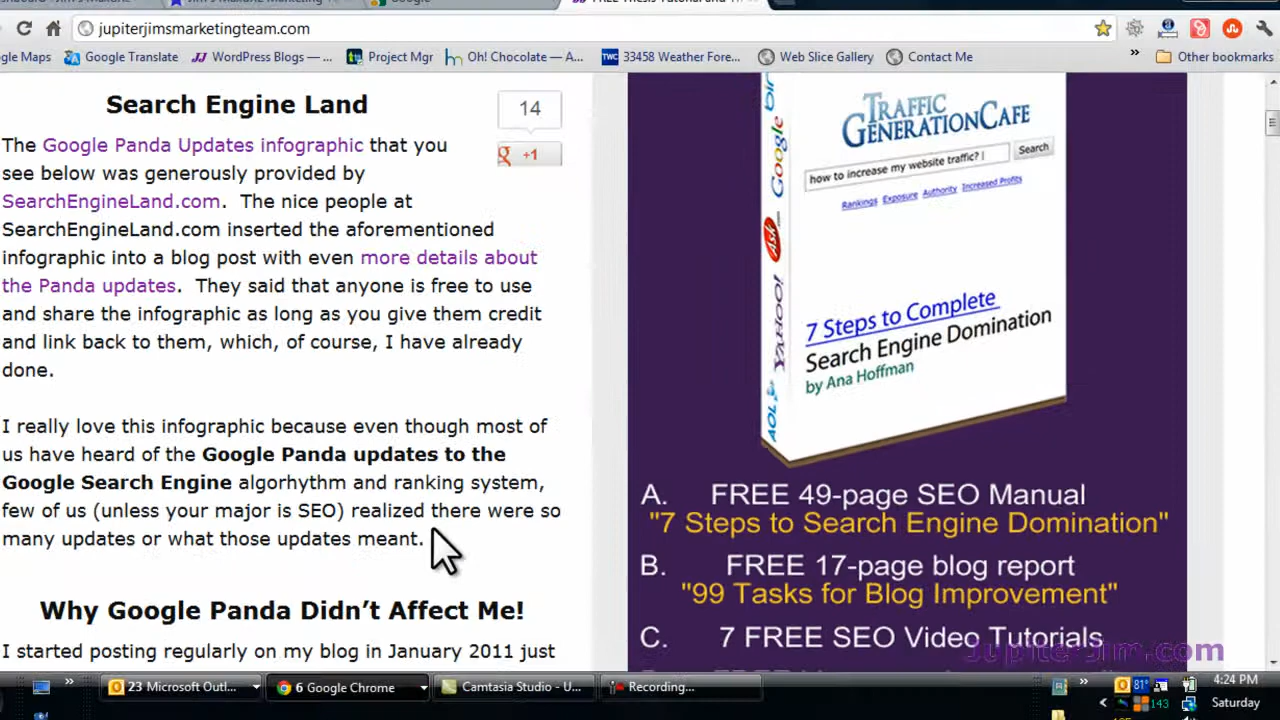 jupiterjimsmarketingteam.com
gle Maps
Google Translate
WordPress Blogs — ...
Project Mgr
Oh! Chocolate — A...
33458 Weather Fore...
Web Slice Gallery
Contact Me
Other bookmarks
Search Engine Land
14
+1
The Google Panda Updates infographic that you
see below was generously provided by
SearchEngineLand.com.  The nice people at
SearchEngineLand.com inserted the aforementioned
infographic into a blog post with even more details about
the Panda updates.  They said that anyone is free to use
and share the infographic as long as you give them credit
and link back to them, which, of course, I have already
done.
I really love this infographic because even though most of
us have heard of the Google Panda updates to the
Google Search Engine algorhythm and ranking system,
few of us (unless your major is SEO) realized there were so
many updates or what those updates meant.
Why Google Panda Didn't Affect Me!
I started posting regularly on my blog in January 2011 just
TRAFFIC
GENERATIONCAFE
how to increase my website traffic? |
Search
Rankings Exposure Authority Increased Profits
7 Steps to Complete
Search Engine Domination
by Ana Hoffman
AOL
YAHOO!
Ask
Google
bin
A. FREE 49-page SEO Manual
"7 Steps to Search Engine Domination"
B. FREE 17-page blog report
"99 Tasks for Blog Improvement"
C. 7 FREE SEO Video Tutorials
Jupiter-Jim.com
23 Microsoft Outl...
6 Google Chrome
Camtasia Studio - U...
Recording...
81°
143
4:24 PM
Saturday